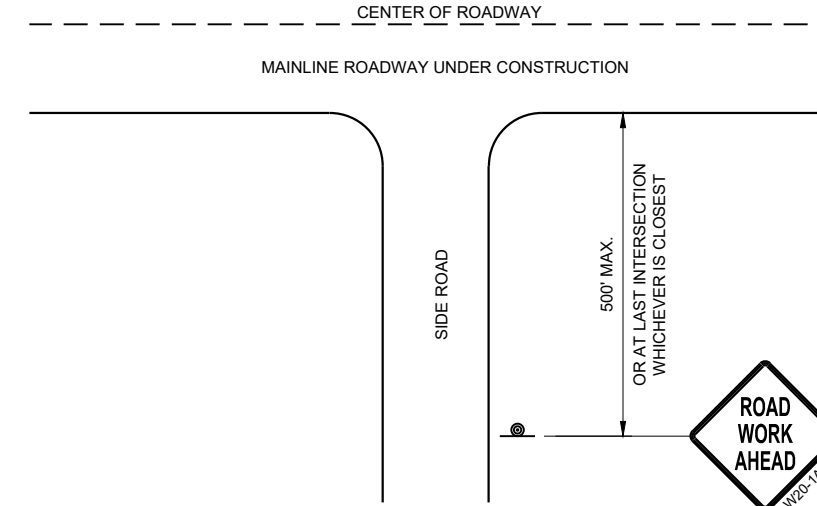 CENTER OF ROADWAY
MAINLINE ROADWAY UNDER CONSTRUCTION
SIDE ROAD
500' MAX.
OR AT LAST INTERSECTION
WHICHEVER IS CLOSEST
ROAD
WORK
AHEAD